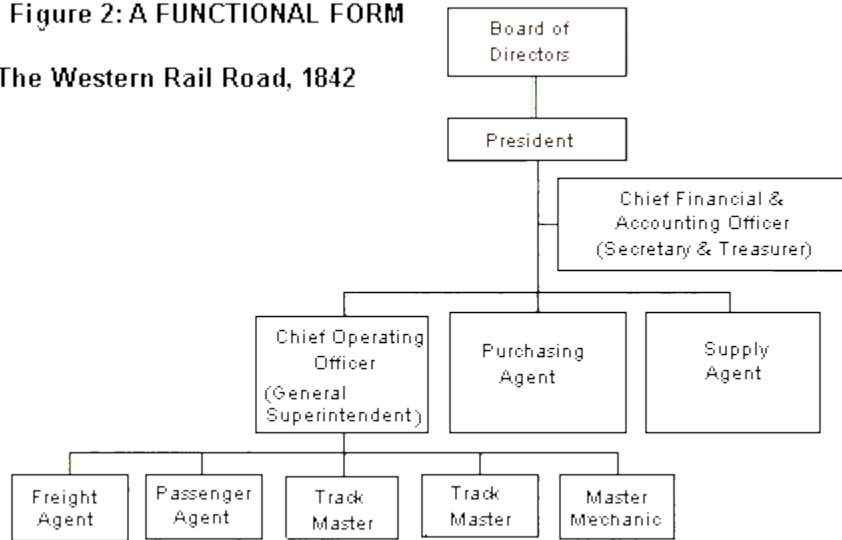 Figure 2: A FUNCTIONAL FORM
The Western Rail Road, 1842
Board of
Directors
President
Chief Financial &
Accounting Officer
(Secretary & Treasurer)
Chief Operating
Officer
(General
Superintendent)
Purchasing
Agent
Supply
Agent
Freight
Agent
Passenger
Agent
Track
Master
Track
Master
Master
Mechanic